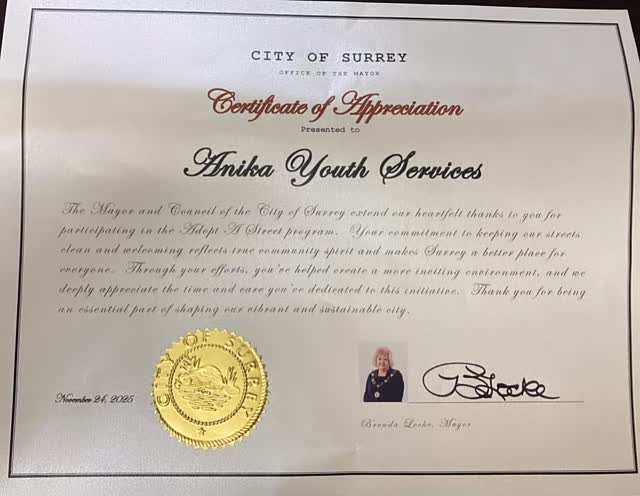 CITY OF SURREY
OFFICE OF THE MAYOR
Certificate of Appreciation
Presented to
Anika Youth Services
The Mayor and Council of the City of Surrey extend our heartfelt thanks to you for
participating in the Adopt A Street program. Your commitment to keeping our streets
clean and welcoming reflects true community spirit and makes Surrey a better place for
everyone. Through your efforts, you've helped create a more inviting environment, and we
deeply appreciate the time and care you've dedicated to this initiative. Thank you for being
an essential part of shaping our vibrant and sustainable city.
CITY OF SURREY
B Locke
November 24, 2025
Brenda Locke, Mayor